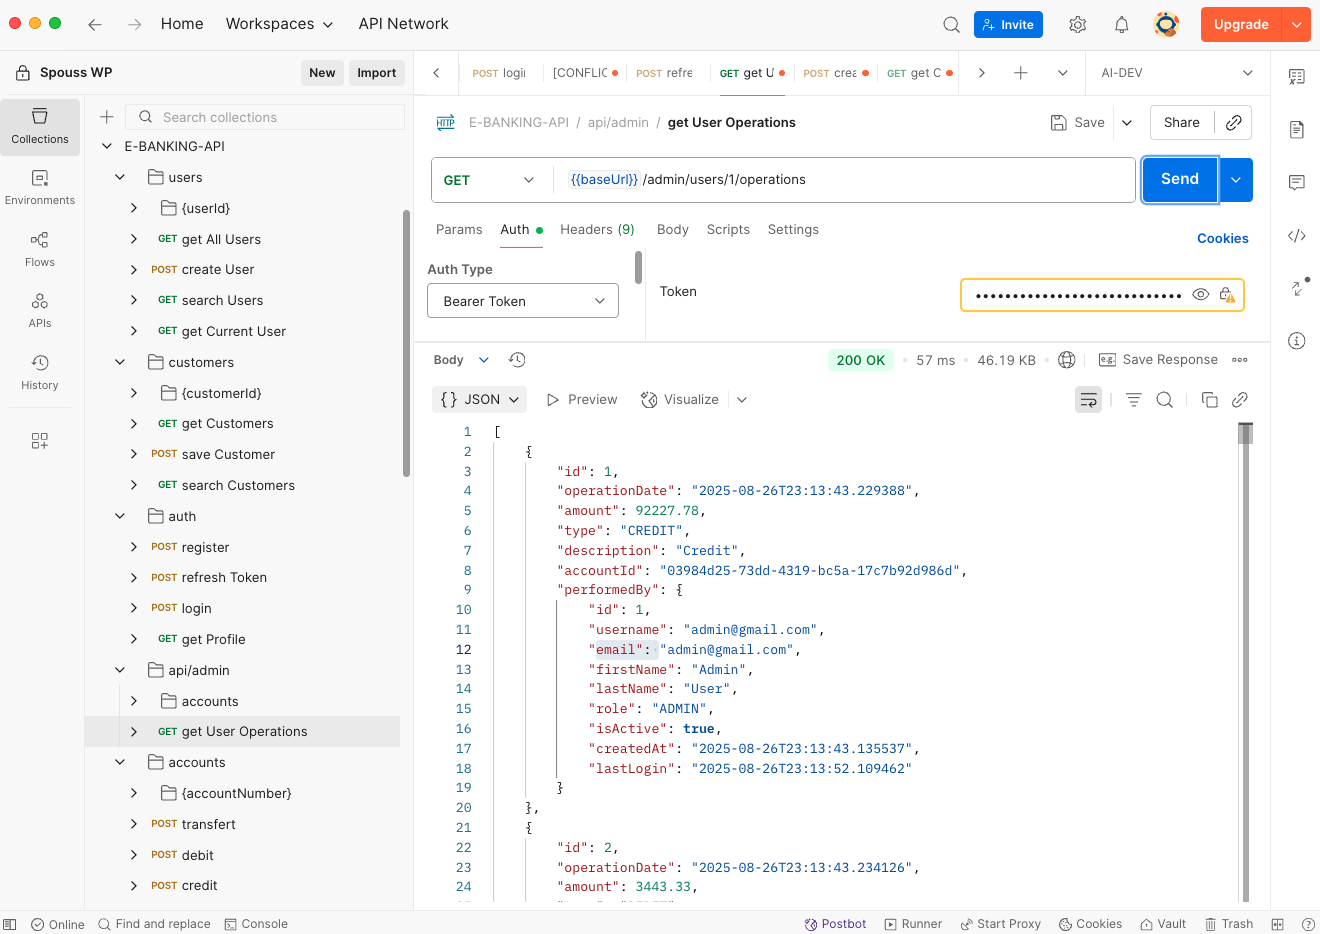 Home
Workspaces
API Network
Invite
Upgrade
Spouss WP
New
Import
POST login
[CONFLIC
POST refre
GET get U
POST crea
GET get C
AI-DEV
Collections
Environments
Flows
APIs
History
Search collections
E-BANKING-API
users
{userId}
GET get All Users
POST create User
GET search Users
GET get Current User
customers
{customerId}
GET get Customers
POST save Customer
GET search Customers
auth
POST register
POST refresh Token
POST login
GET get Profile
api/admin
accounts
GET get User Operations
accounts
{accountNumber}
POST transfert
POST debit
POST credit
HTTP E-BANKING-API / api/admin / get User Operations
Save
Share
GET
{{baseUrl}} /admin/users/1/operations
Send
Params
Auth
Headers (9)
Body
Scripts
Settings
Cookies
Auth Type
Bearer Token
Token
Body
200 OK • 57 ms • 46.19 KB
e.g. Save Response
{} JSON
Preview
Visualize
1 [
2 {
3 "id": 1,
4 "operationDate": "2025-08-26T23:13:43.229388",
5 "amount": 92227.78,
6 "type": "CREDIT",
7 "description": "Credit",
8 "accountId": "03984d25-73dd-4319-bc5a-17c7b92d986d",
9 "performedBy": {
10 "id": 1,
11 "username": "admin@gmail.com",
12 "email": "admin@gmail.com",
13 "firstName": "Admin",
14 "lastName": "User",
15 "role": "ADMIN",
16 "isActive": true,
17 "createdAt": "2025-08-26T23:13:43.135537",
18 "lastLogin": "2025-08-26T23:13:52.109462"
19 }
20 },
21 {
22 "id": 2,
23 "operationDate": "2025-08-26T23:13:43.234126",
24 "amount": 3443.33,
Online
Find and replace
Console
Postbot
Runner
Start Proxy
Cookies
Vault
Trash